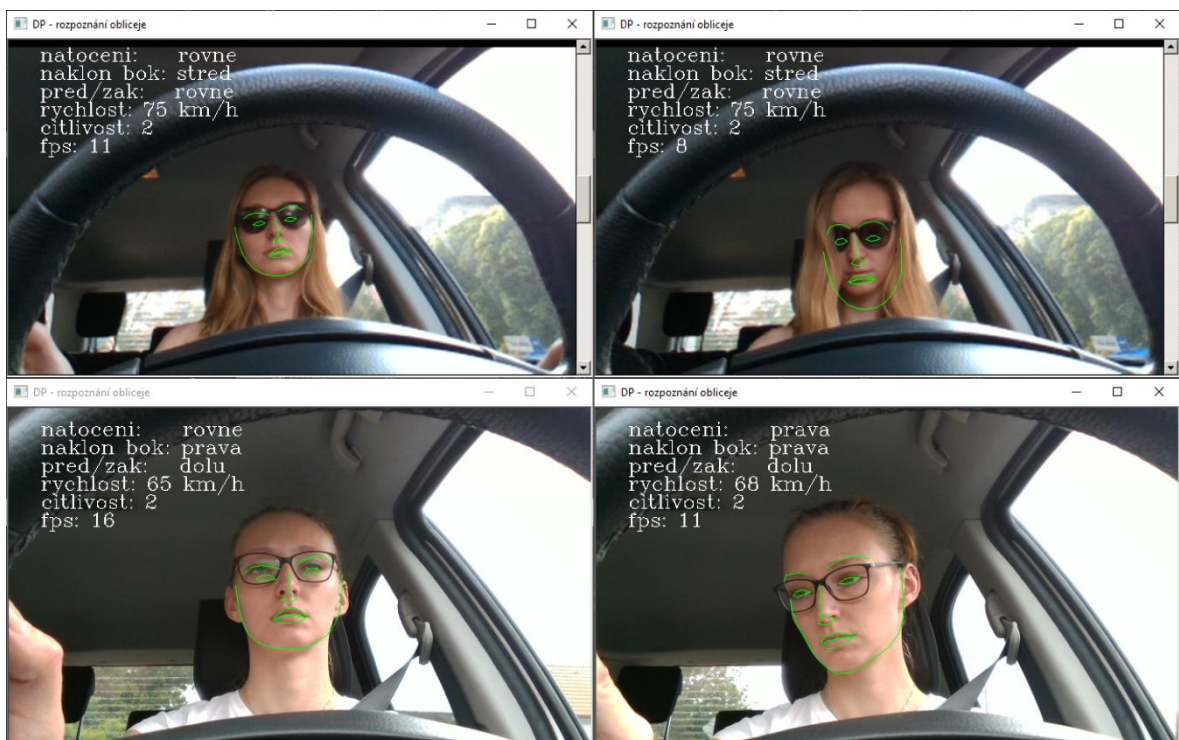 DP - rozpoznání obliceje
natoceni: rovne
naklon bok: stred
pred/zak: rovne
rychlost: 75 km/h
citlivost: 2
fps: 11
DP - rozpoznání obliceje
natoceni: rovne
naklon bok: stred
pred/zak: rovne
rychlost: 75 km/h
citlivost: 2
fps: 8
DP - rozpoznání obliceje
natoceni: rovne
naklon bok: prava
pred/zak: dolu
rychlost: 65 km/h
citlivost: 2
fps: 16
DP - rozpoznání obliceje
natoceni: prava
naklon bok: prava
pred/zak: dolu
rychlost: 68 km/h
citlivost: 2
fps: 11